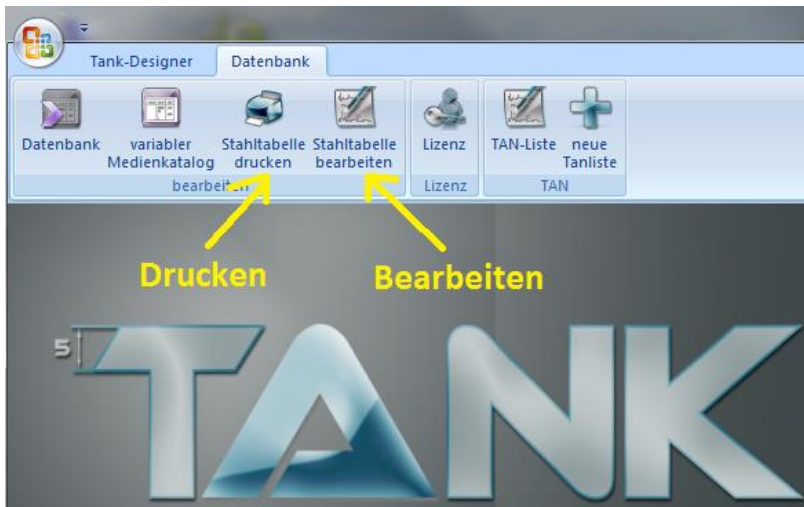 Tank-Designer Datenbank
Datenbank variabler Medienkatalog Stahltabelle drucken Stahltabelle bearbeiten Lizenz TAN-Liste neue Tanliste
bearbeiten Lizenz TAN
Drucken Bearbeiten
5
TANK